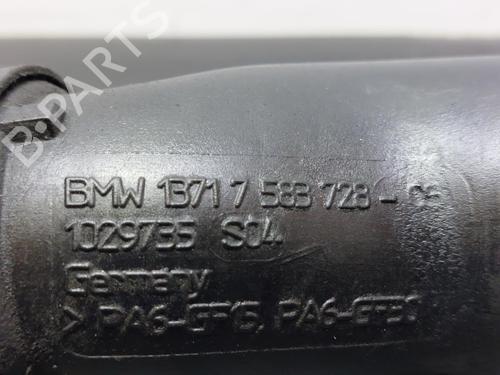 B-PARTS
BMW 1371 7 583 728 -
1029735 S04
Germany
> PA6-GF15, PA6-GF30